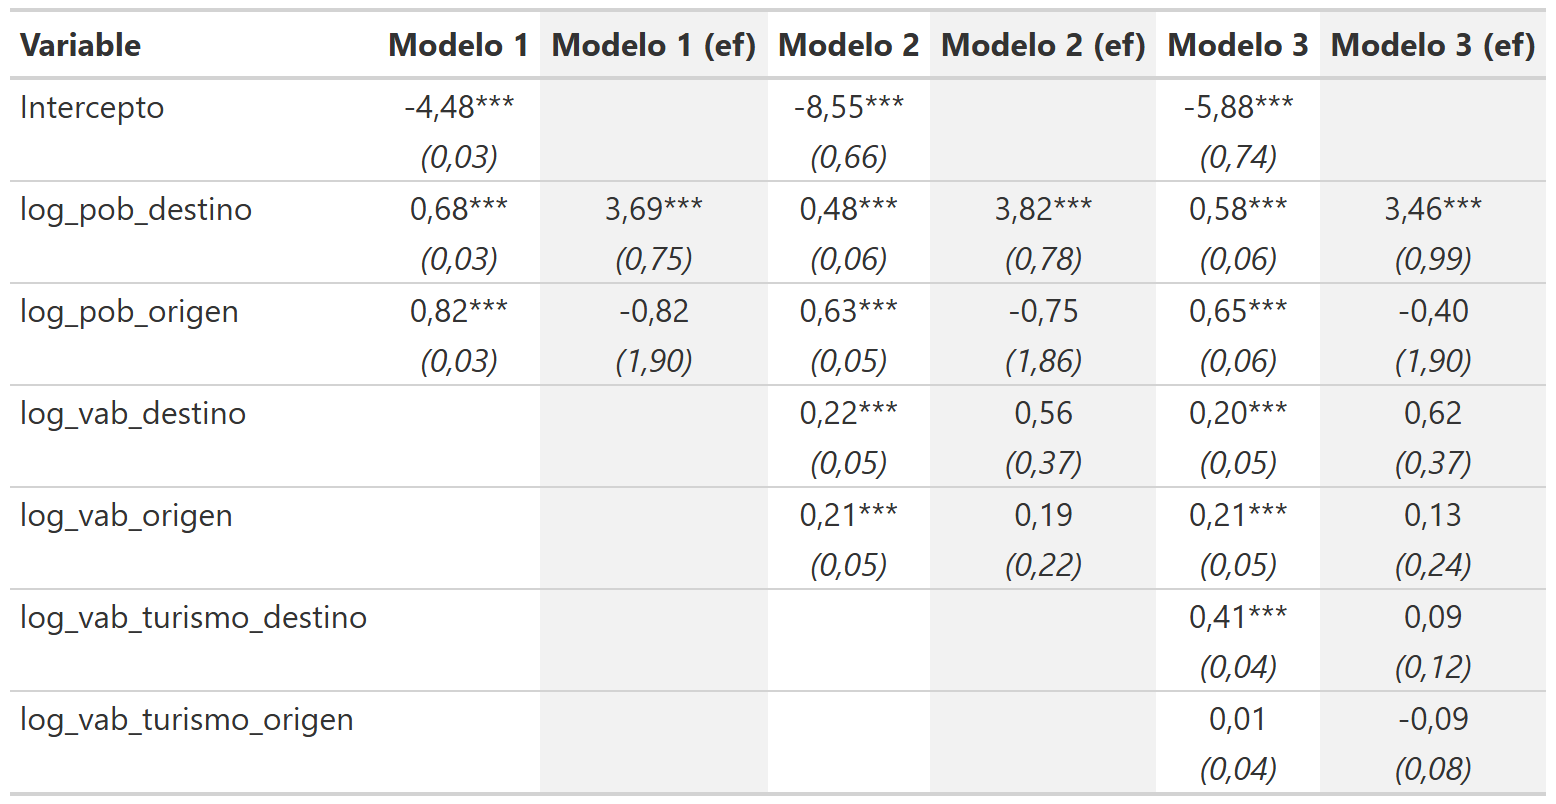 Variable Modelo 1 Modelo 1 (ef) Modelo 2 Modelo 2 (ef) Modelo 3 Modelo 3 (ef)
Intercepto -4,48*** -8,55*** -5,88***
(0,03) (0,66) (0,74)
log_pob_destino 0,68*** 3,69*** 0,48*** 3,82*** 0,58*** 3,46***
(0,03) (0,75) (0,06) (0,78) (0,06) (0,99)
log_pob_origen 0,82*** -0,82 0,63*** -0,75 0,65*** -0,40
(0,03) (1,90) (0,05) (1,86) (0,06) (1,90)
log_vab_destino 0,22*** 0,56 0,20*** 0,62
(0,05) (0,37) (0,05) (0,37)
log_vab_origen 0,21*** 0,19 0,21*** 0,13
(0,05) (0,22) (0,05) (0,24)
log_vab_turismo_destino 0,41*** 0,09
(0,04) (0,12)
log_vab_turismo_origen 0,01 -0,09
(0,04) (0,08)